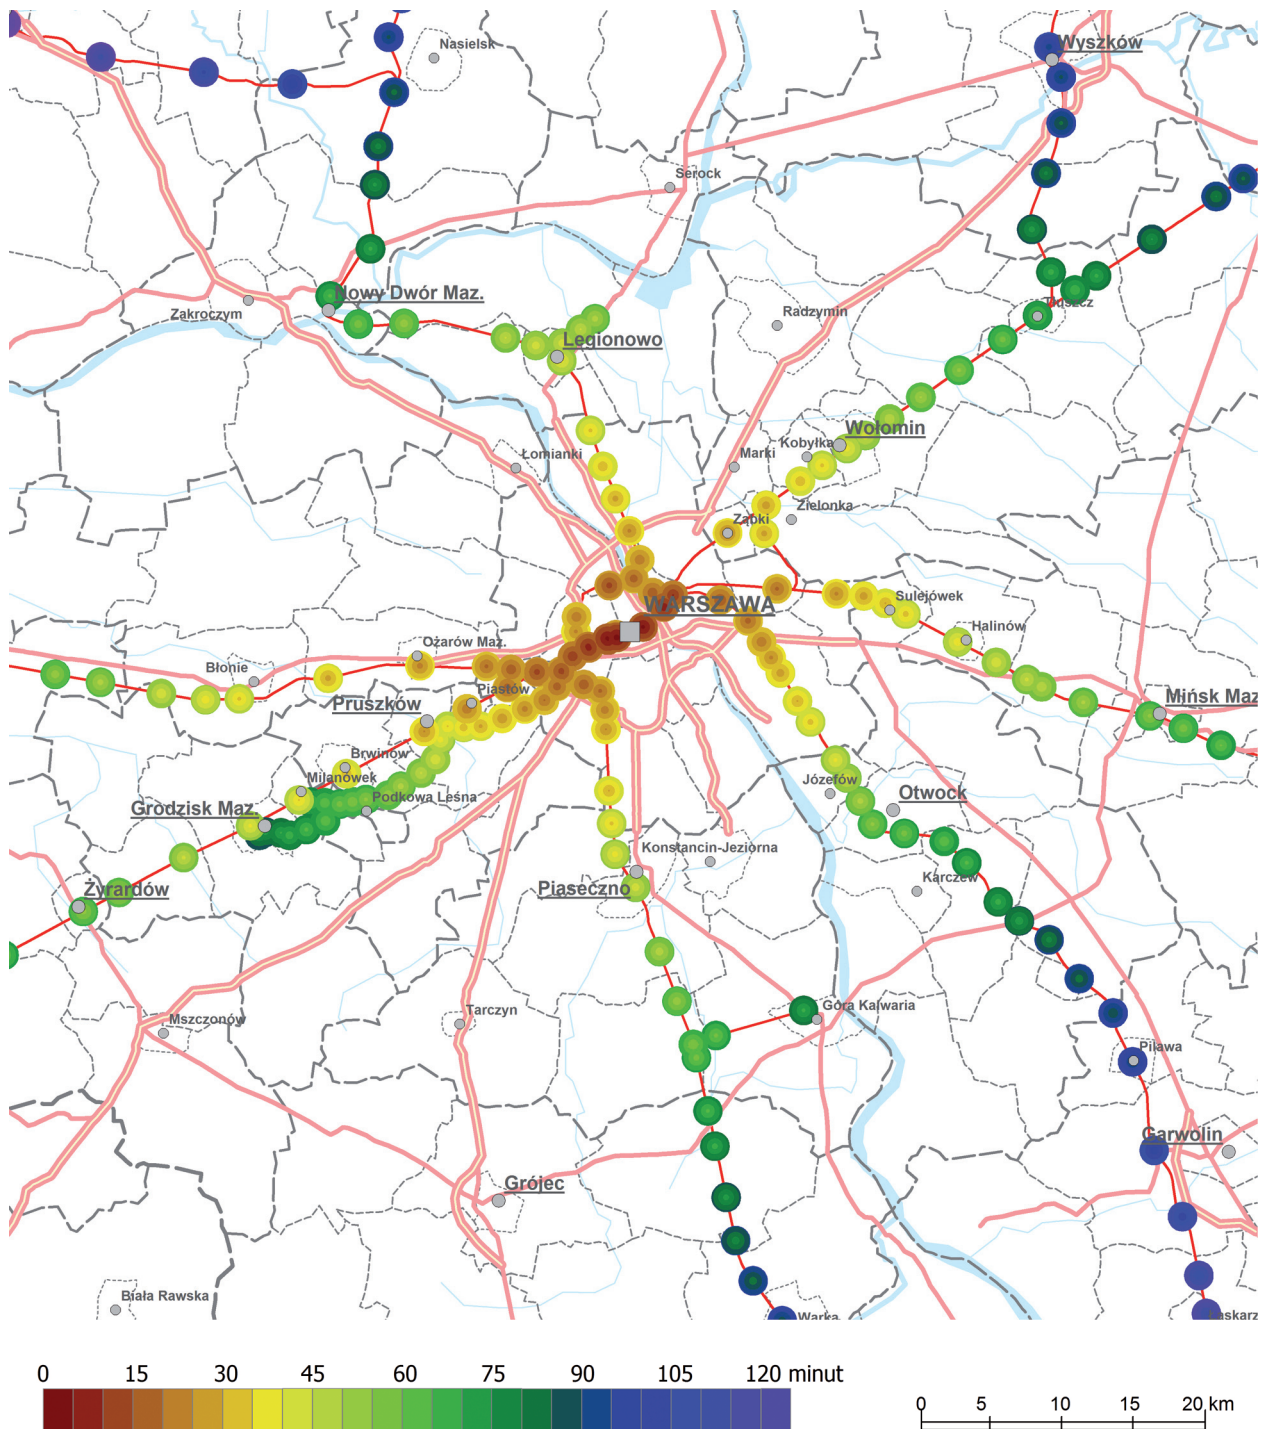 Nasielsk
Wyszków
Serock
Nowy Dwór Maz.
Zakroczym
Radzymin
Tłuszcz
Legionowo
Wołomin
Kobyłka
Łomianki
Marki
Zielonka
Ząbki
WARSZAWA
Sulejówek
Halinów
Ożarów Maz.
Błonie
Piastów
Pruszków
Mińsk Maz
Brwinów
Milanówek
Józefów
Otwock
Podkowa Leśna
Grodzisk Maz.
Konstancin-Jeziorna
Żyrardów
Piaseczno
Karczew
Góra Kalwaria
Tarczyn
Mszczonów
Pilawa
Garwolin
Grójec
Biała Rawska
Warka
Łaskarz
0 15 30 45 60 75 90 105 120 minut
0 5 10 15 20 km